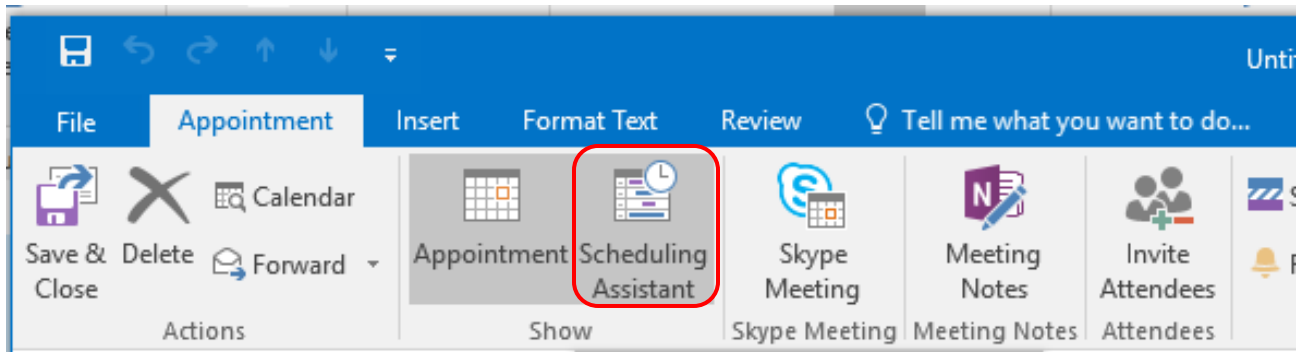 Unti
File Appointment Insert Format Text Review Tell me what you want to do...
Calendar
Forward
Save &
Close
Delete
Appointment
Scheduling
Assistant
Skype
Meeting
N
Meeting
Notes
Invite
Attendees
Actions Show Skype Meeting Meeting Notes Attendees